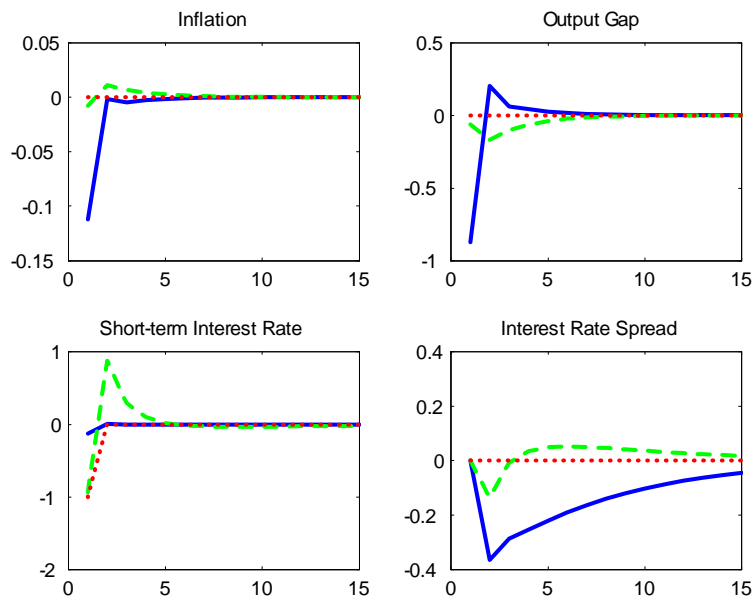 Inflation
0.05
0
-0.05
-0.1
-0.15
0 5 10 15
Output Gap
0.5
0
-0.5
-1
0 5 10 15
Short-term Interest Rate
1
0
-1
-2
0 5 10 15
Interest Rate Spread
0.4
0.2
0
-0.2
-0.4
0 5 10 15